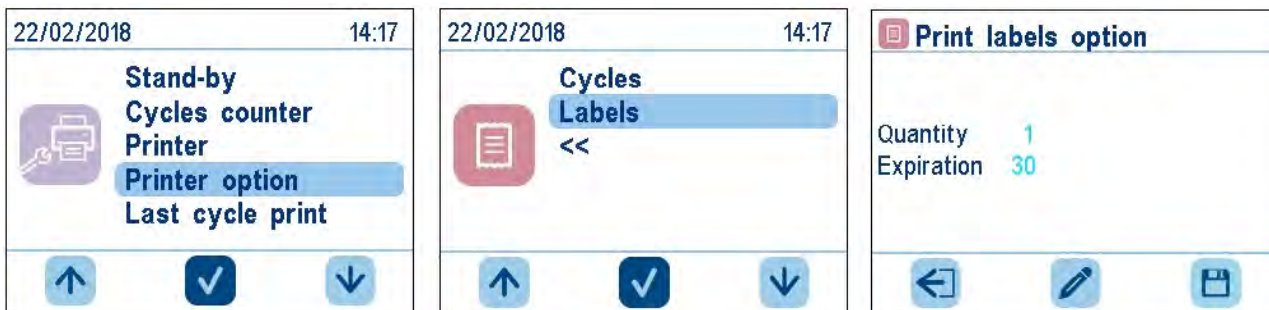 22/02/2018 14:17
Stand-by
Cycles counter
Printer
Printer option
Last cycle print
22/02/2018 14:17
Cycles
Labels
<<
Print labels option
Quantity 1
Expiration 30